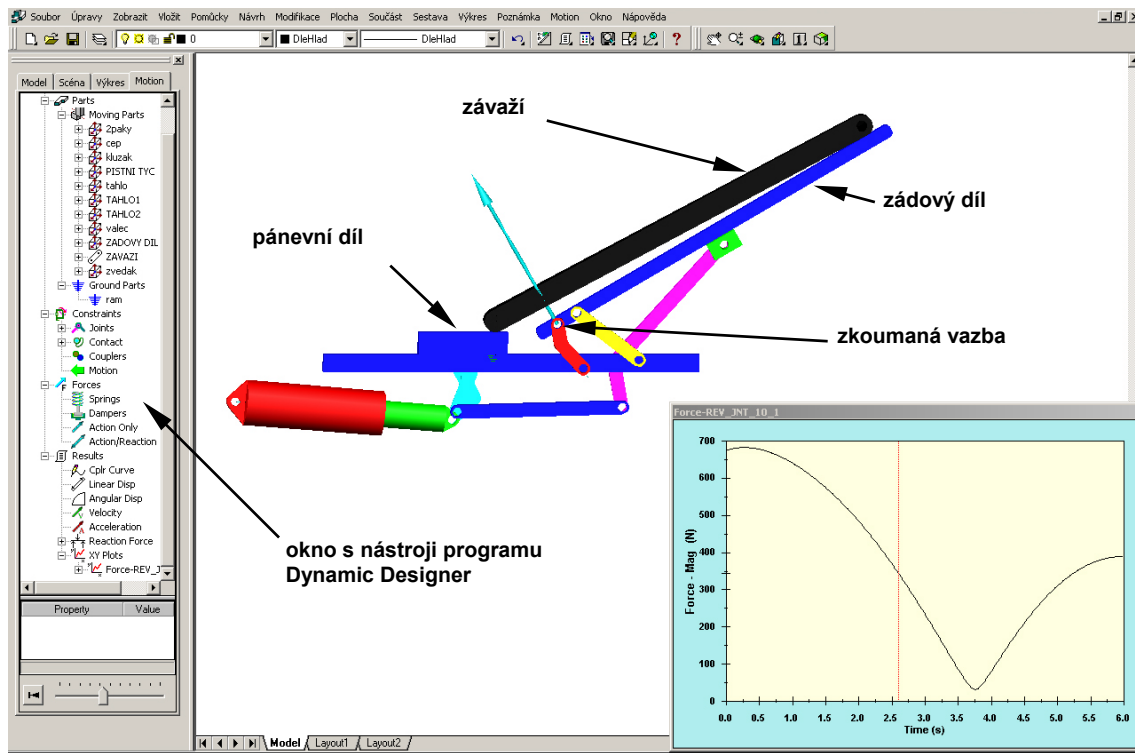 Soubor Úpravy Zobrazit Vložit Pomůcky Návrh Modifikace Plocha Součást Sestava Výkres Poznámka Motion Okno Nápověda
0 DleHlad DleHlad
Model Scéna Výkres Motion
Parts
Moving Parts
2paky
cep
kluzak
PISTNI TYC
tahlo
TAHLO1
TAHLO2
valec
ZADOVY DIL
ZAVAZI
zvedak
Ground Parts
ram
Constraints
Joints
Contact
Couplers
Motion
Forces
Springs
Dampers
Action Only
Action/Reaction
Results
Cplr Curve
Linear Disp
Angular Disp
Velocity
Acceleration
Reaction Force
XY Plots
Force-REV_J
Property Value
závaží
zádový díl
pánevní díl
zkoumaná vazba
okno s nástroji programu
Dynamic Designer
Force-REV_JNT_10_1
Force - Mag (N)
700
600
500
400
300
200
100
0
0.0 0.5 1.0 1.5 2.0 2.5 3.0 3.5 4.0 4.5 5.0 5.5 6.0
Time (s)
Model Layout1 Layout2